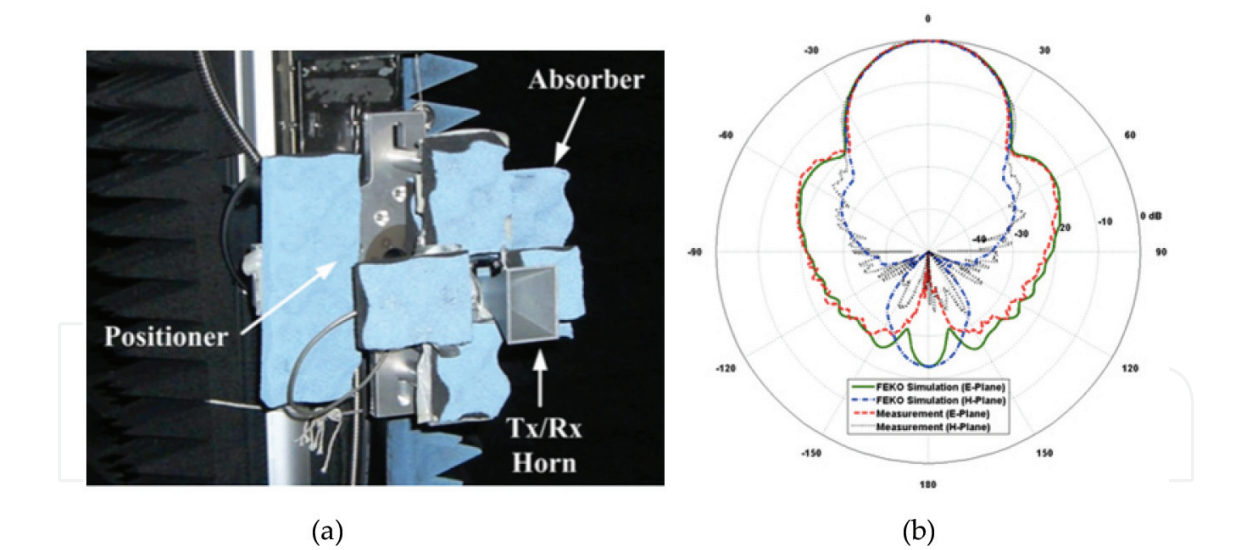 Absorber
Positioner
Tx/Rx
Horn
(a)
0
-30
30
-60
60
-90
90
-120
120
-150
150
180
0 dB
-10
-20
-30
-40
FEKO Simulation (E-Plane)
FEKO Simulation (H-Plane)
Measurement (E-Plane)
Measurement (H-Plane)
(b)